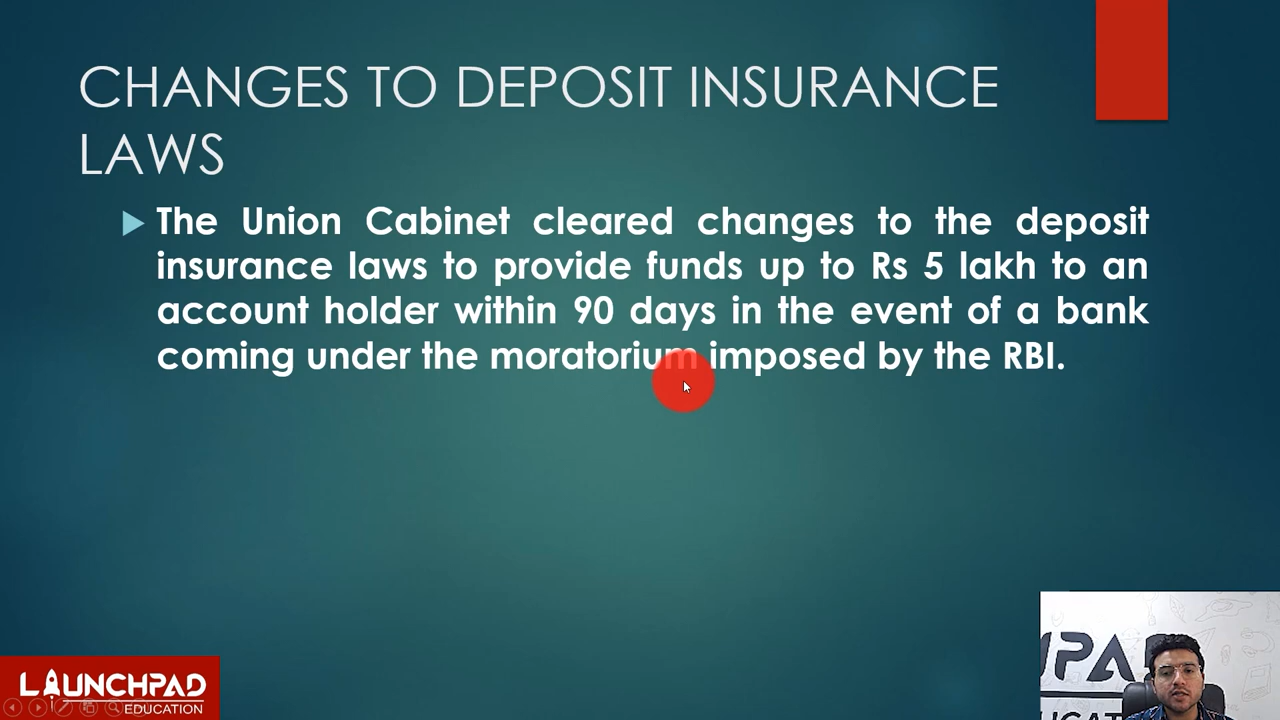 CHANGES TO DEPOSIT INSURANCE
LAWS
The Union Cabinet cleared changes to the deposit
insurance laws to provide funds up to Rs 5 lakh to an
account holder within 90 days in the event of a bank
coming under the moratorium imposed by the RBI.
LAUNCHPAD
EDUCATION